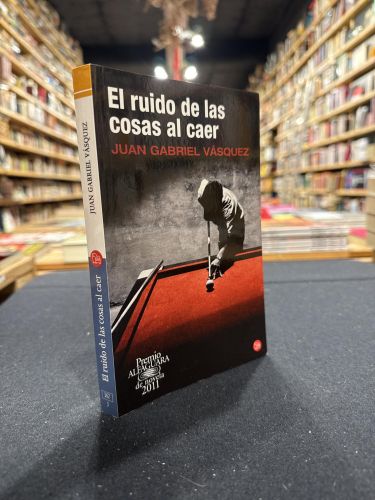 El ruido de las
cosas al caer
JUAN GABRIEL VÁSQUEZ
Premio
ALFAGUARA
de novela
2011
JUAN GABRIEL VÁSQUEZ
El ruido de las cosas al caer